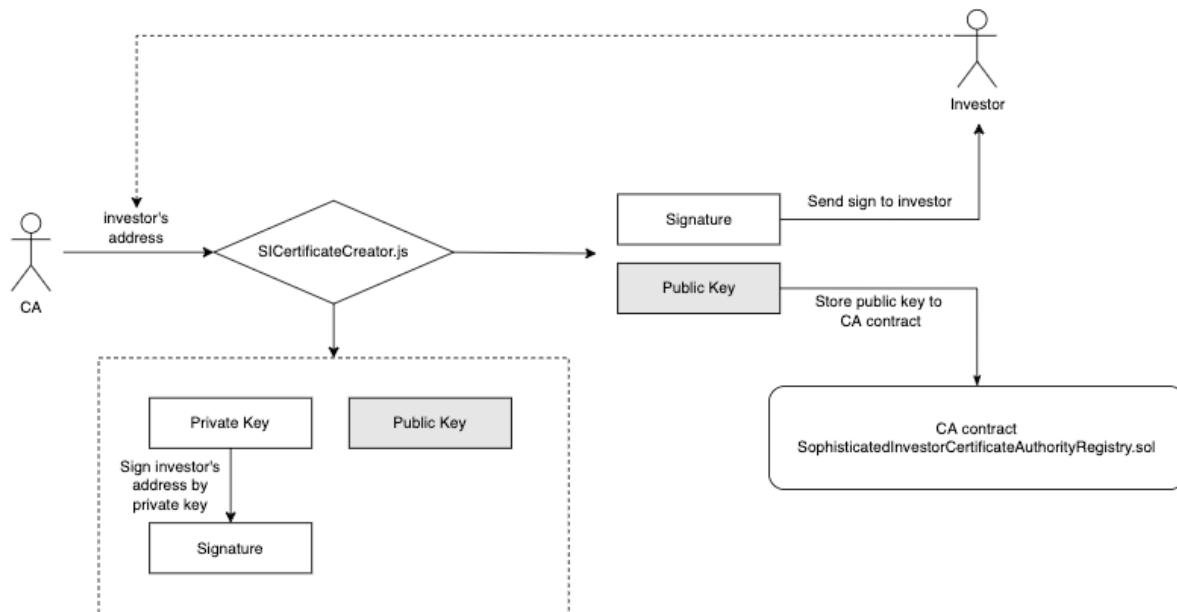 Investor
investor's
address
CA
SICertificateCreator.js
Signature
Send sign to investor
Public Key
Store public key to
CA contract
Private Key
Public Key
Sign investor's
address by
private key
Signature
CA contract
SophisticatedInvestorCertificateAuthorityRegistry.sol